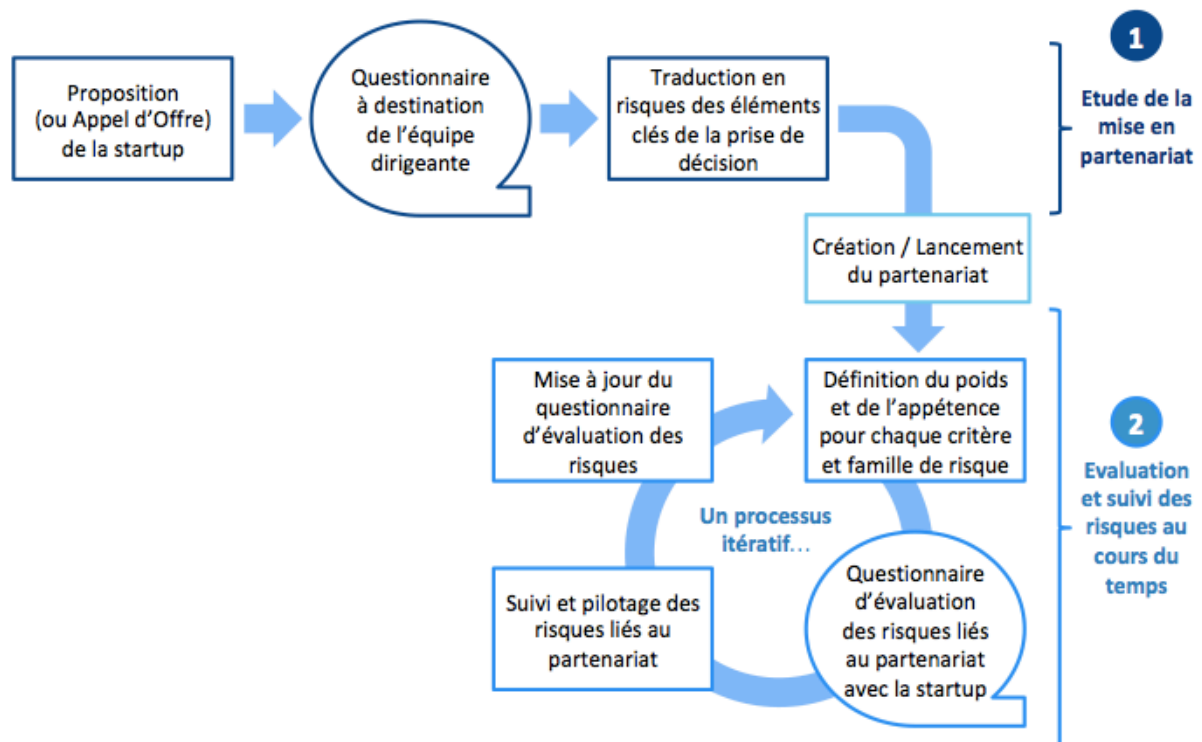 Proposition
(ou Appel d’Offre)
de la startup
Questionnaire
à destination
de l’équipe
dirigeante
Traduction en
risques des éléments
clés de la prise de
décision
1
Etude de la
mise en
partenariat
Création / Lancement
du partenariat
Mise à jour du
questionnaire
d’évaluation des
risques
Définition du poids
et de l’appétence
pour chaque critère
et famille de risque
2
Evaluation
et suivi des
risques au
cours du
temps
Un processus
itératif…
Suivi et pilotage des
risques liés au
partenariat
Questionnaire
d’évaluation
des risques liés
au partenariat
avec la startup